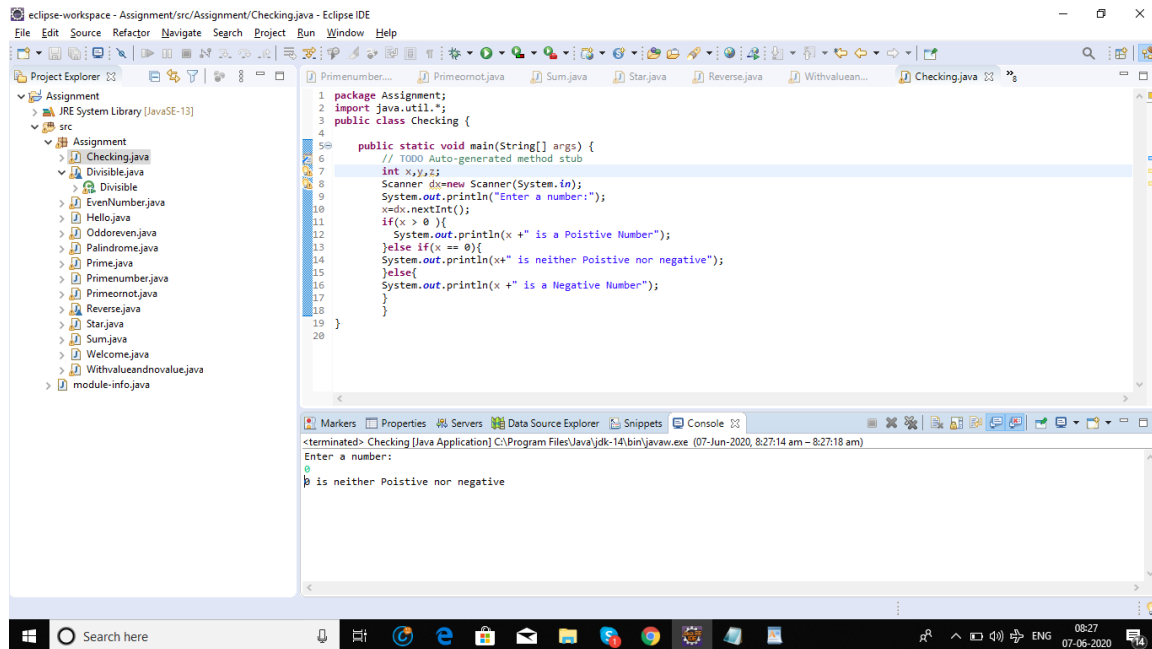 eclipse-workspace - Assignment/src/Assignment/Checking.java - Eclipse IDE
File Edit Source Refactor Navigate Search Project Run Window Help
Project Explorer
Assignment
JRE System Library [JavaSE-13]
src
Assignment
Checking.java
Divisible.java
Divisible
EvenNumber.java
Hello.java
Oddoreven.java
Palindrome.java
Prime.java
Primenumber.java
Primeornot.java
Reverse.java
Star.java
Sum.java
Welcome.java
Withvalueandnovalue.java
module-info.java
Primenumber.... Primeornot.java Sum.java Star.java Reverse.java Withvaluean... Checking.java »8
1 package Assignment;
2 import java.util.*;
3 public class Checking {
4
5 public static void main(String[] args) {
6 // TODO Auto-generated method stub
7 int x,y,z;
8 Scanner dx=new Scanner(System.in);
9 System.out.println("Enter a number:");
10 x=dx.nextInt();
11 if(x > 0 ){
12 System.out.println(x +" is a Poistive Number");
13 }else if(x == 0){
14 System.out.println(x+" is neither Poistive nor negative");
15 }else{
16 System.out.println(x +" is a Negative Number");
17 }
18 }
19 }
20
Markers Properties Servers Data Source Explorer Snippets Console
<terminated> Checking [Java Application] C:\Program Files\Java\jdk-14\bin\javaw.exe (07-Jun-2020, 8:27:14 am – 8:27:18 am)
Enter a number:
0
0 is neither Poistive nor negative
Search here
ENG
08:27
07-06-2020
14